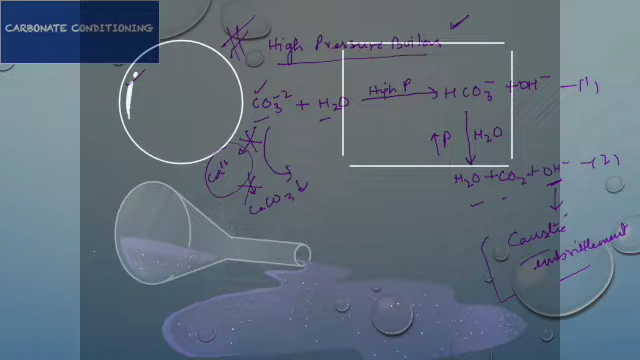 CARBONATE CONDITIONING
High Pressure Boilers
CO₃⁻² + H₂O —High P→ HCO₃⁻ + OH⁻ —(1)
↑P ↓ H₂O
Ca⁺²
CaCO₃↓
H₂O + CO₂ + OH⁻ —(2)
Caustic
embrittlement